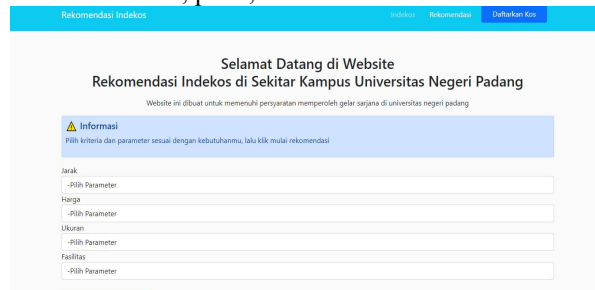 Rekomendasi Indekos
Indekos Rekomendasi Daftarkan Kos
Selamat Datang di Website
Rekomendasi Indekos di Sekitar Kampus Universitas Negeri Padang
Website ini dibuat untuk memenuhi persyaratan memperoleh gelar sarjana di universitas negeri padang
Informasi
Pilih kriteria dan parameter sesuai dengan kebutuhanmu, lalu klik mulai rekomendasi
Jarak
-Pilih Parameter
Harga
-Pilih Parameter
Ukuran
-Pilih Parameter
Fasilitas
-Pilih Parameter